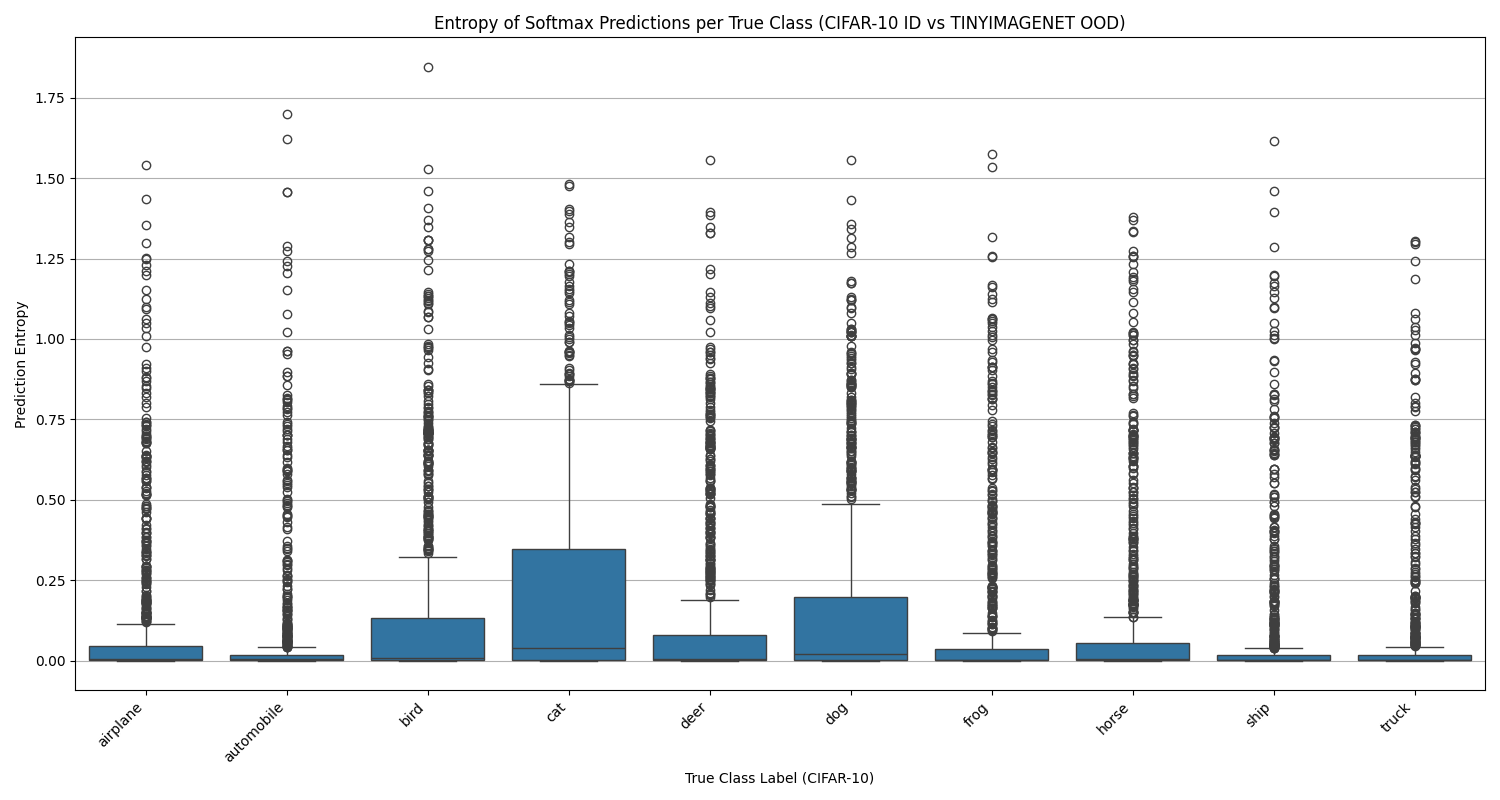 Entropy of Softmax Predictions per True Class (CIFAR-10 ID vs TINYIMAGENET OOD)
1.75
1.50
1.25
1.00
0.75
0.50
0.25
0.00
Prediction Entropy
airplane
automobile
bird
cat
deer
dog
frog
horse
ship
truck
True Class Label (CIFAR-10)